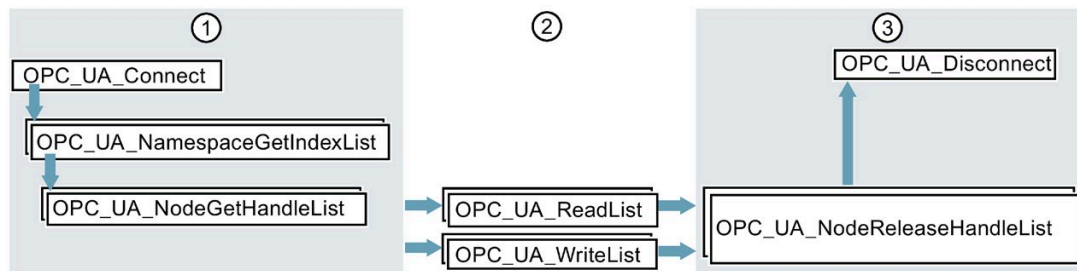 ①
OPC_UA_Connect
OPC_UA_NamespaceGetIndexList
OPC_UA_NodeGetHandleList
②
OPC_UA_ReadList
OPC_UA_WriteList
③
OPC_UA_Disconnect
OPC_UA_NodeReleaseHandleList